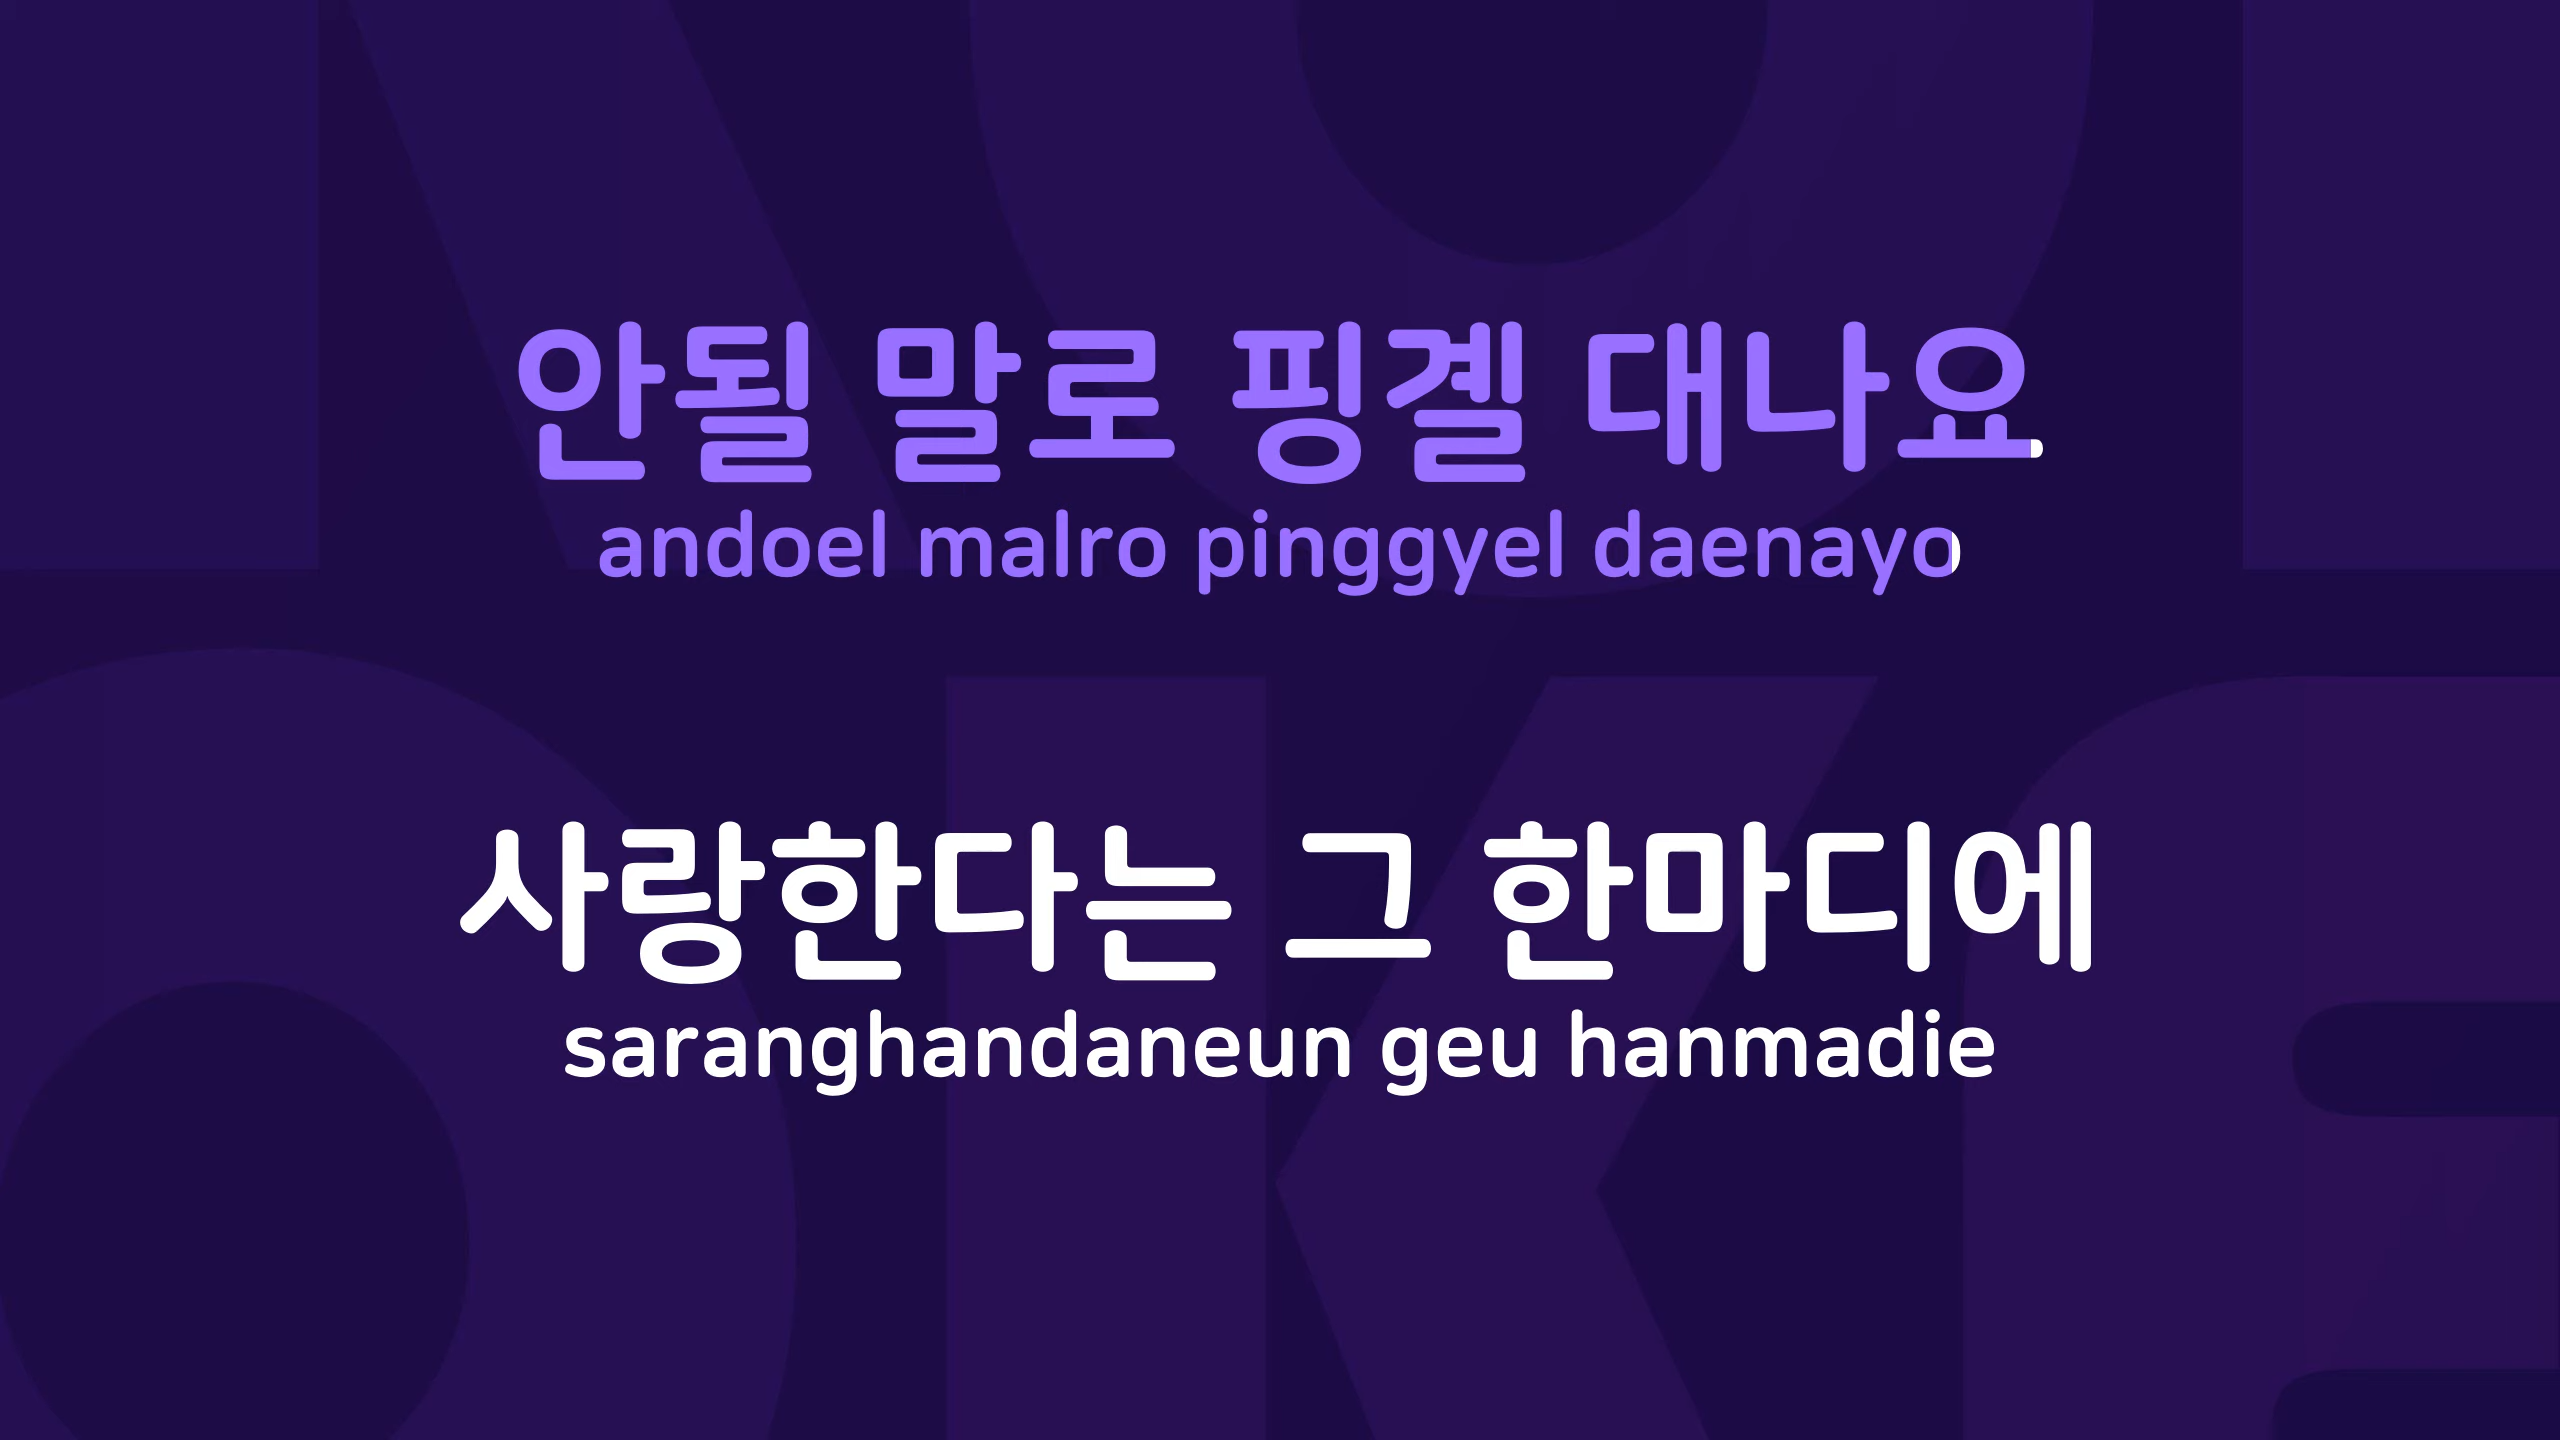 안될 말로 핑곌 대나요
andoel malro pinggyel daenayo
사랑한다는 그 한마디에
saranghandaneun geu hanmadie